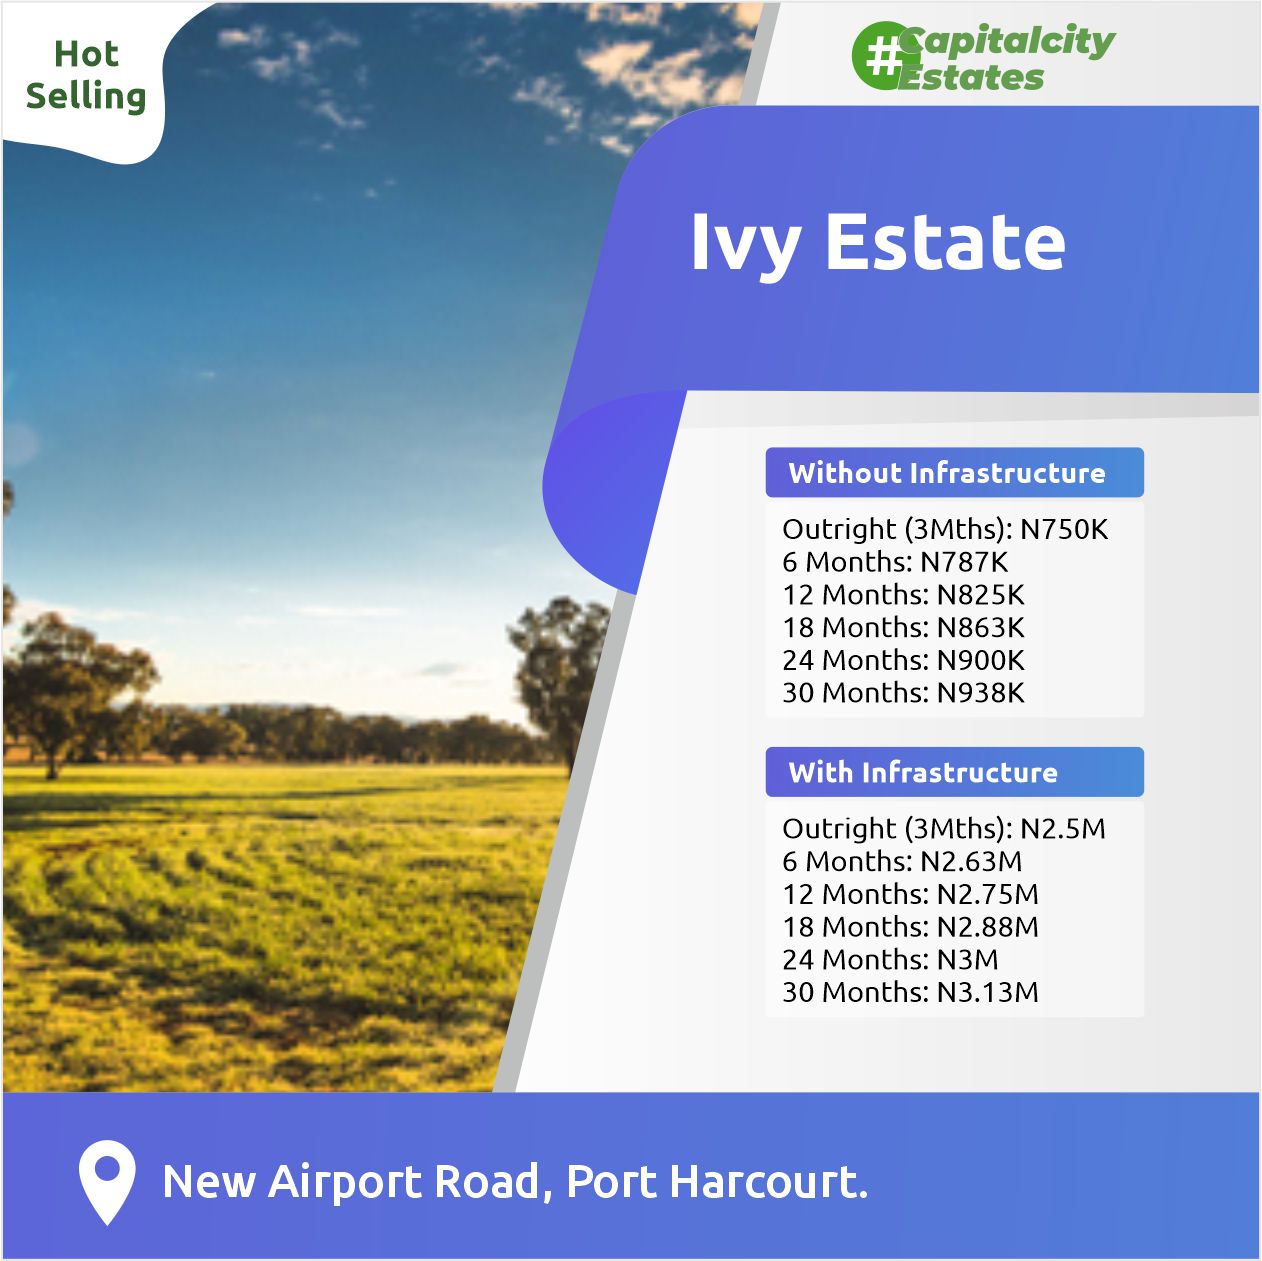 Hot
Selling
#Capitalcity
Estates
Ivy Estate
Without Infrastructure
Outright (3Mths): N750K
6 Months: N787K
12 Months: N825K
18 Months: N863K
24 Months: N900K
30 Months: N938K
With Infrastructure
Outright (3Mths): N2.5M
6 Months: N2.63M
12 Months: N2.75M
18 Months: N2.88M
24 Months: N3M
30 Months: N3.13M
New Airport Road, Port Harcourt.